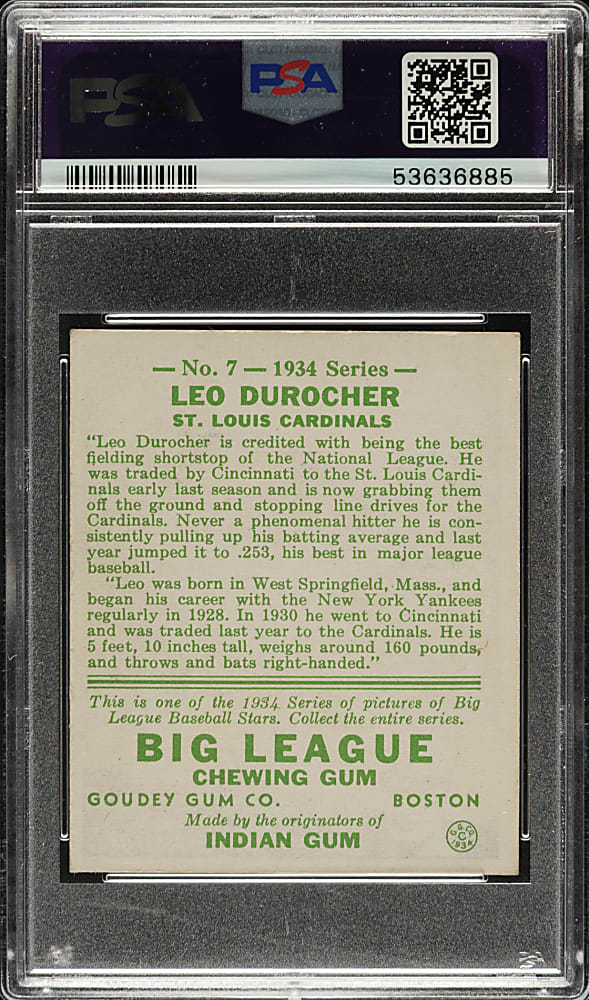 PSA
PSA
53636885
— No. 7 — 1934 Series —
LEO DUROCHER
ST. LOUIS CARDINALS
"Leo Durocher is credited with being the best
fielding shortstop of the National League. He
was traded by Cincinnati to the St. Louis Cardi-
nals early last season and is now grabbing them
off the ground and stopping line drives for the
Cardinals. Never a phenomenal hitter he is con-
sistently pulling up his batting average and last
year jumped it to .253, his best in major league
baseball.
"Leo was born in West Springfield, Mass., and
began his career with the New York Yankees
regularly in 1928. In 1930 he went to Cincinnati
and was traded last year to the Cardinals. He is
5 feet, 10 inches tall, weighs around 160 pounds,
and throws and bats right-handed."
This is one of the 1934 Series of pictures of Big
League Baseball Stars. Collect the entire series.
BIG LEAGUE
CHEWING GUM
GOUDEY GUM CO. BOSTON
Made by the originators of
INDIAN GUM
G.G.CO.
C
1934